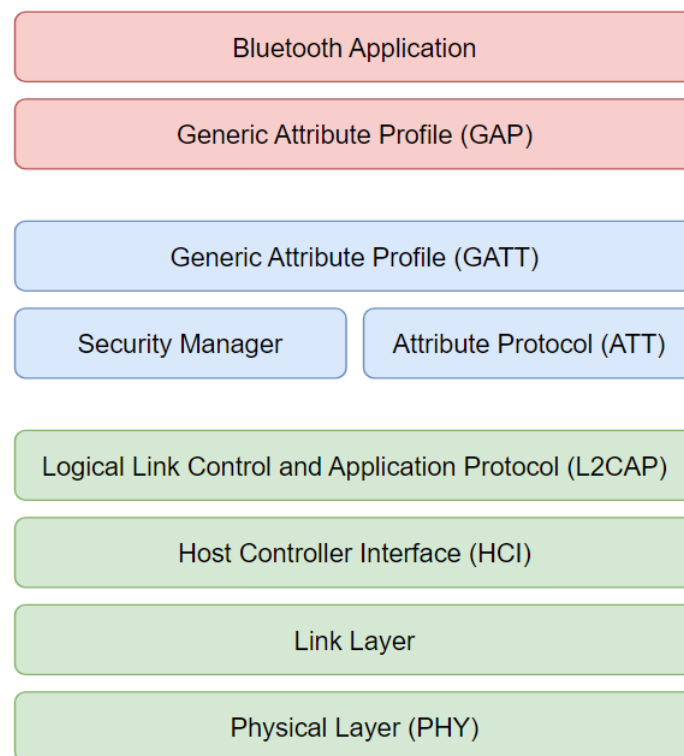 Bluetooth Application
Generic Attribute Profile (GAP)
Generic Attribute Profile (GATT)
Security Manager
Attribute Protocol (ATT)
Logical Link Control and Application Protocol (L2CAP)
Host Controller Interface (HCI)
Link Layer
Physical Layer (PHY)